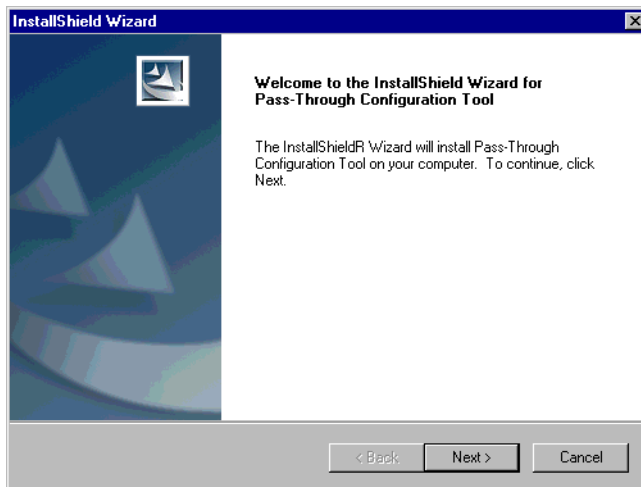 InstallShield Wizard
Welcome to the InstallShield Wizard for
Pass-Through Configuration Tool
The InstallShieldR Wizard will install Pass-Through
Configuration Tool on your computer. To continue, click
Next.
< Back
Next >
Cancel